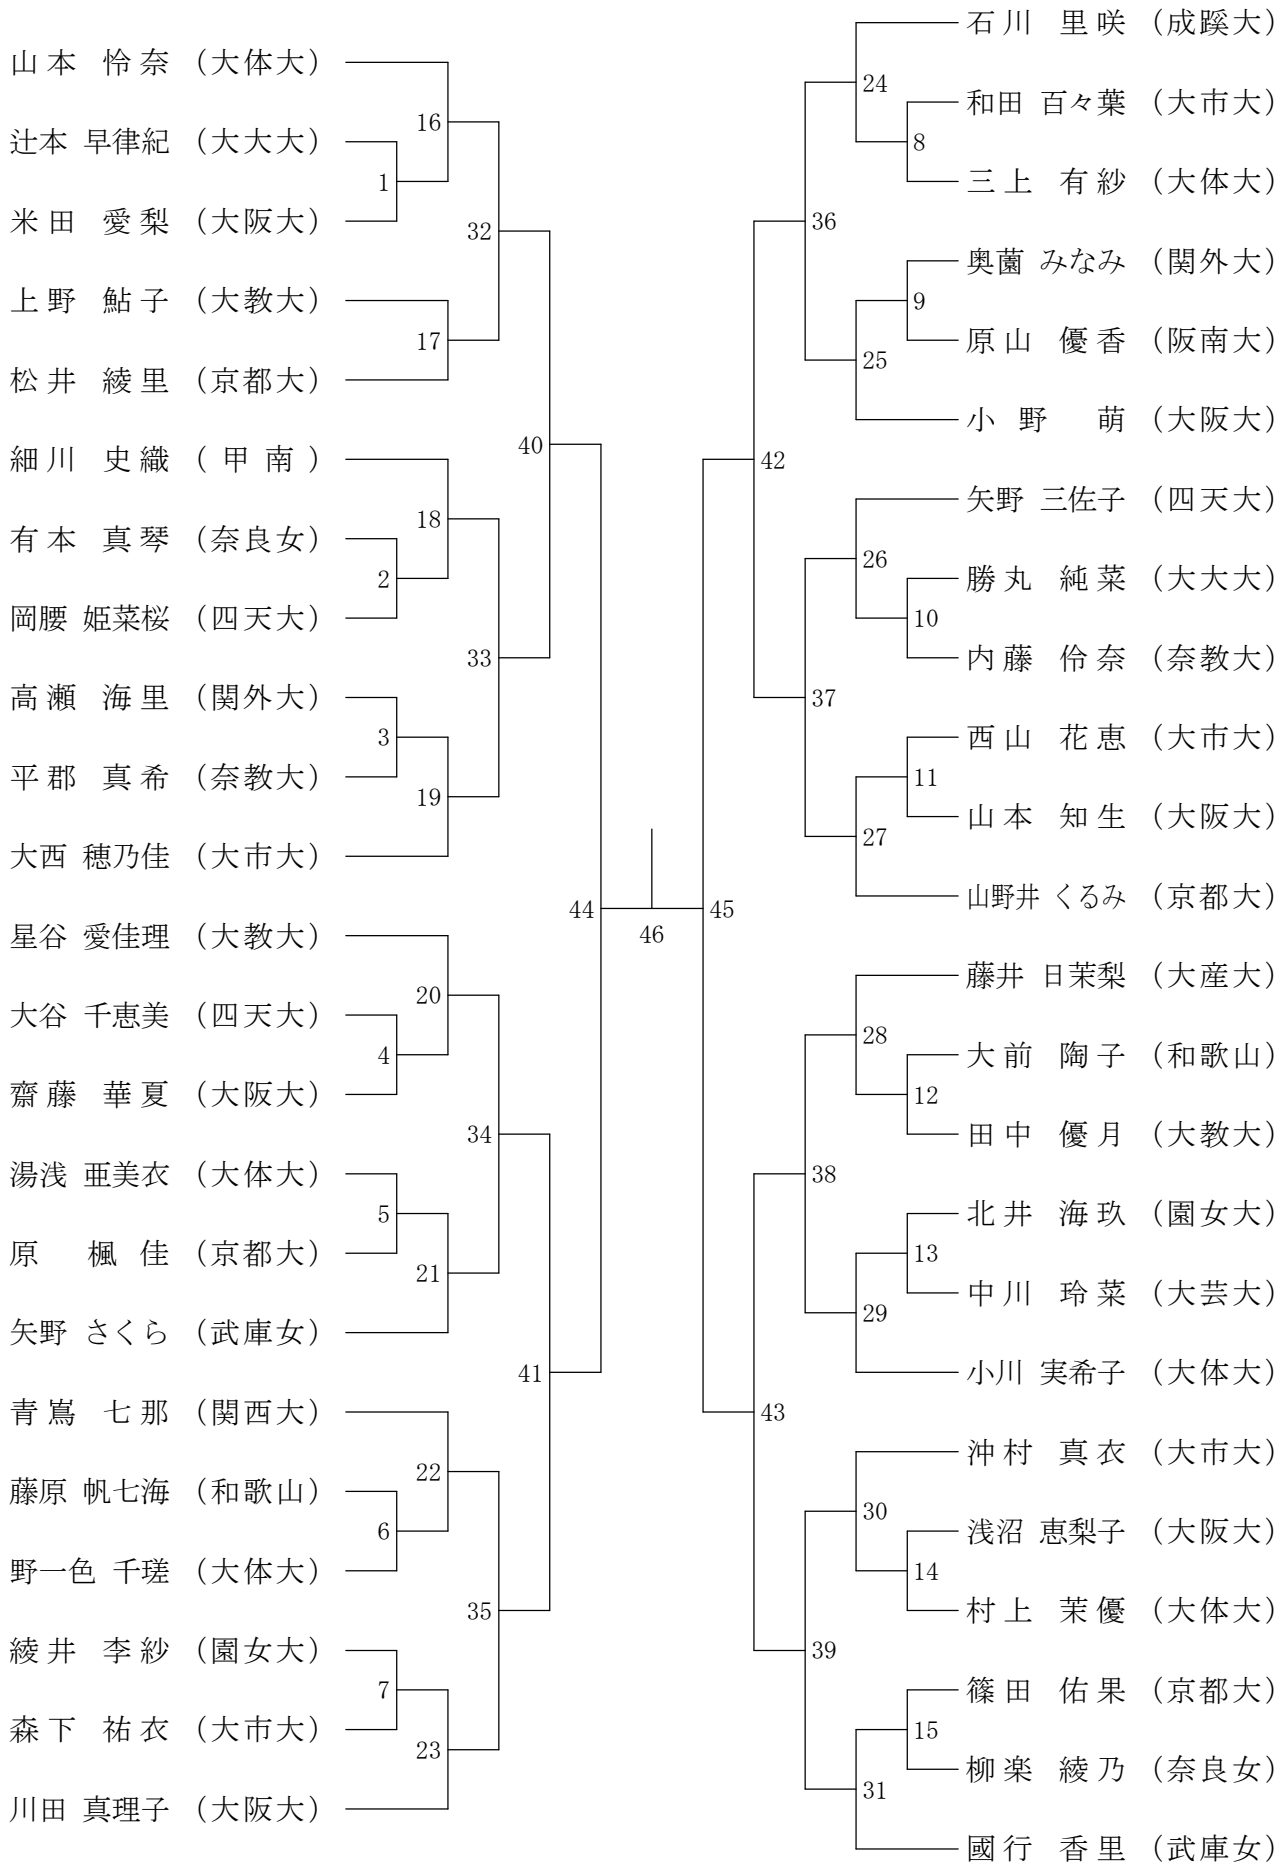 山本 怜奈 （大体大）
辻本 早律紀 （大大大）
米田 愛梨 （大阪大）
上野 鮎子 （大教大）
松井 綾里 （京都大）
細川 史織 （甲南）
有本 真琴 （奈良女）
岡腰 姫菜桜 （四天大）
高瀬 海里 （関外大）
平郡 真希 （奈教大）
大西 穂乃佳 （大市大）
星谷 愛佳理 （大教大）
大谷 千恵美 （四天大）
齋藤 華夏 （大阪大）
湯浅 亜美衣 （大体大）
原 楓佳 （京都大）
矢野 さくら （武庫女）
青嶌 七那 （関西大）
藤原 帆七海 （和歌山）
野一色 千瑳 （大体大）
綾井 李紗 （園女大）
森下 祐衣 （大市大）
川田 真理子 （大阪大）
1
2
3
4
5
6
7
16
17
18
19
20
21
22
23
32
33
34
35
40
41
44
46
45
42
43
36
37
38
39
24
25
26
27
28
29
30
31
8
9
10
11
12
13
14
15
石川 里咲 （成蹊大）
和田 百々葉 （大市大）
三上 有紗 （大体大）
奥薗 みなみ （関外大）
原山 優香 （阪南大）
小野 萌 （大阪大）
矢野 三佐子 （四天大）
勝丸 純菜 （大大大）
内藤 伶奈 （奈教大）
西山 花恵 （大市大）
山本 知生 （大阪大）
山野井 くるみ （京都大）
藤井 日茉梨 （大産大）
大前 陶子 （和歌山）
田中 優月 （大教大）
北井 海玖 （園女大）
中川 玲菜 （大芸大）
小川 実希子 （大体大）
沖村 真衣 （大市大）
浅沼 恵梨子 （大阪大）
村上 茉優 （大体大）
篠田 佑果 （京都大）
柳楽 綾乃 （奈良女）
國行 香里 （武庫女）